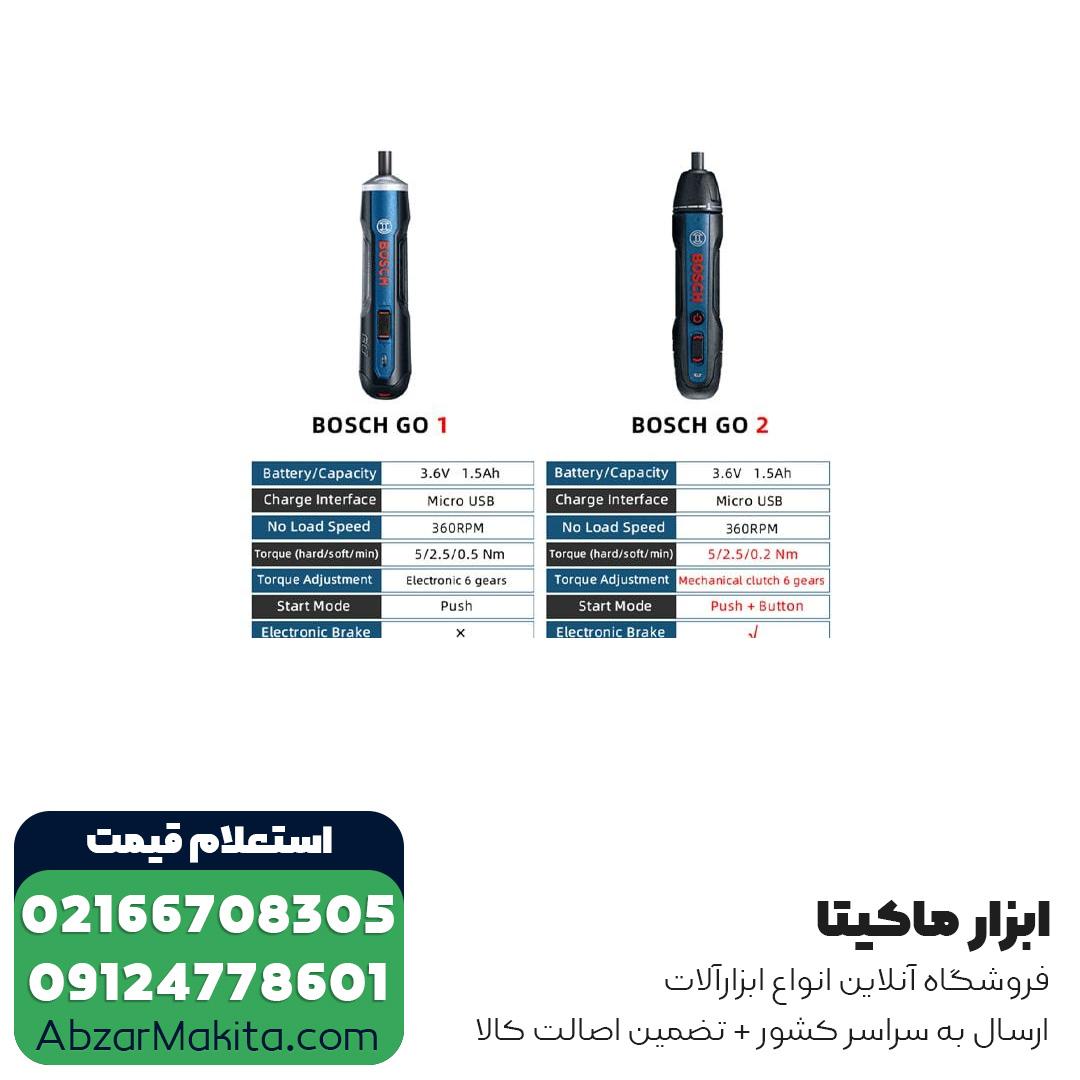 BOSCH
BOSCH
BOSCH GO 1
Battery/Capacity 3.6V 1.5Ah
Charge Interface Micro USB
No Load Speed 360RPM
Torque (hard/soft/min) 5/2.5/0.5 Nm
Torque Adjustment Electronic 6 gears
Start Mode Push
Electronic Brake ×
BOSCH GO 2
Battery/Capacity 3.6V 1.5Ah
Charge Interface Micro USB
No Load Speed 360RPM
Torque (hard/soft/min) 5/2.5/0.2 Nm
Torque Adjustment Mechanical clutch 6 gears
Start Mode Push + Button
Electronic Brake √
استعلام قیمت
02166708305
09124778601
AbzarMakita.com
ابزار ماکیتا
فروشگاه آنلاین انواع ابزارآلات
ارسال به سراسر کشور + تضمین اصالت کالا